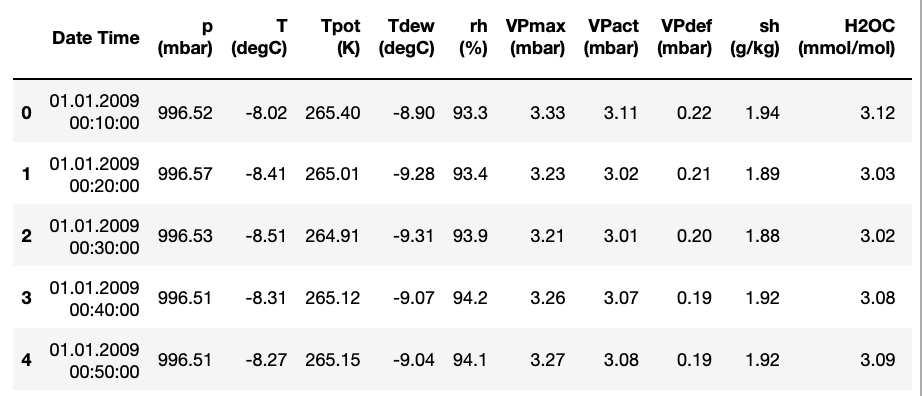 Date Time p (mbar) T (degC) Tpot (K) Tdew (degC) rh (%) VPmax (mbar) VPact (mbar) VPdef (mbar) sh (g/kg) H2OC (mmol/mol)
0 01.01.2009 00:10:00 996.52 -8.02 265.40 -8.90 93.3 3.33 3.11 0.22 1.94 3.12
1 01.01.2009 00:20:00 996.57 -8.41 265.01 -9.28 93.4 3.23 3.02 0.21 1.89 3.03
2 01.01.2009 00:30:00 996.53 -8.51 264.91 -9.31 93.9 3.21 3.01 0.20 1.88 3.02
3 01.01.2009 00:40:00 996.51 -8.31 265.12 -9.07 94.2 3.26 3.07 0.19 1.92 3.08
4 01.01.2009 00:50:00 996.51 -8.27 265.15 -9.04 94.1 3.27 3.08 0.19 1.92 3.09